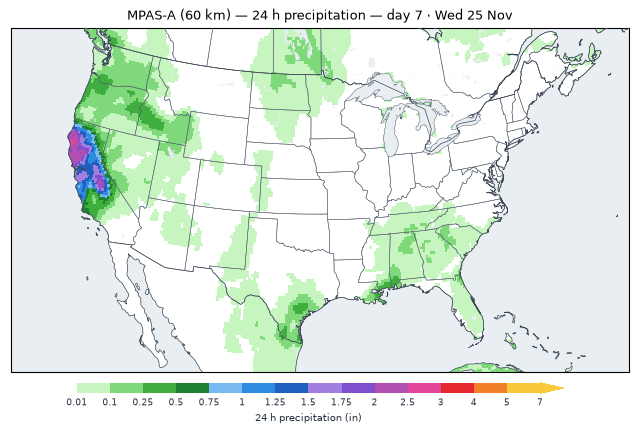 MPAS-A (60 km) — 24 h precipitation — day 7 · Wed 25 Nov
0.01 0.1 0.25 0.5 0.75 1 1.25 1.5 1.75 2 2.5 3 4 5 7
24 h precipitation (in)